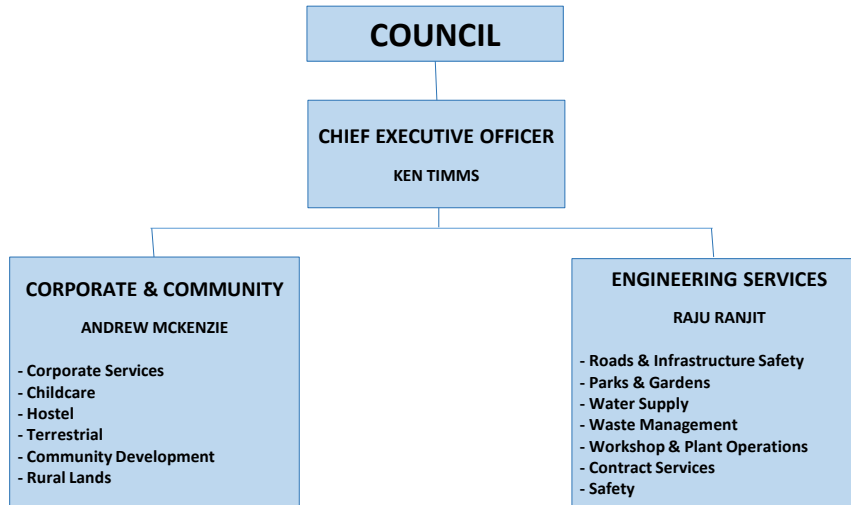 COUNCIL
CHIEF EXECUTIVE OFFICER
KEN TIMMS
CORPORATE & COMMUNITY
ANDREW MCKENZIE
- Corporate Services
- Childcare
- Hostel
- Terrestrial
- Community Development
- Rural Lands
ENGINEERING SERVICES
RAJU RANJIT
- Roads & Infrastructure Safety
- Parks & Gardens
- Water Supply
- Waste Management
- Workshop & Plant Operations
- Contract Services
- Safety